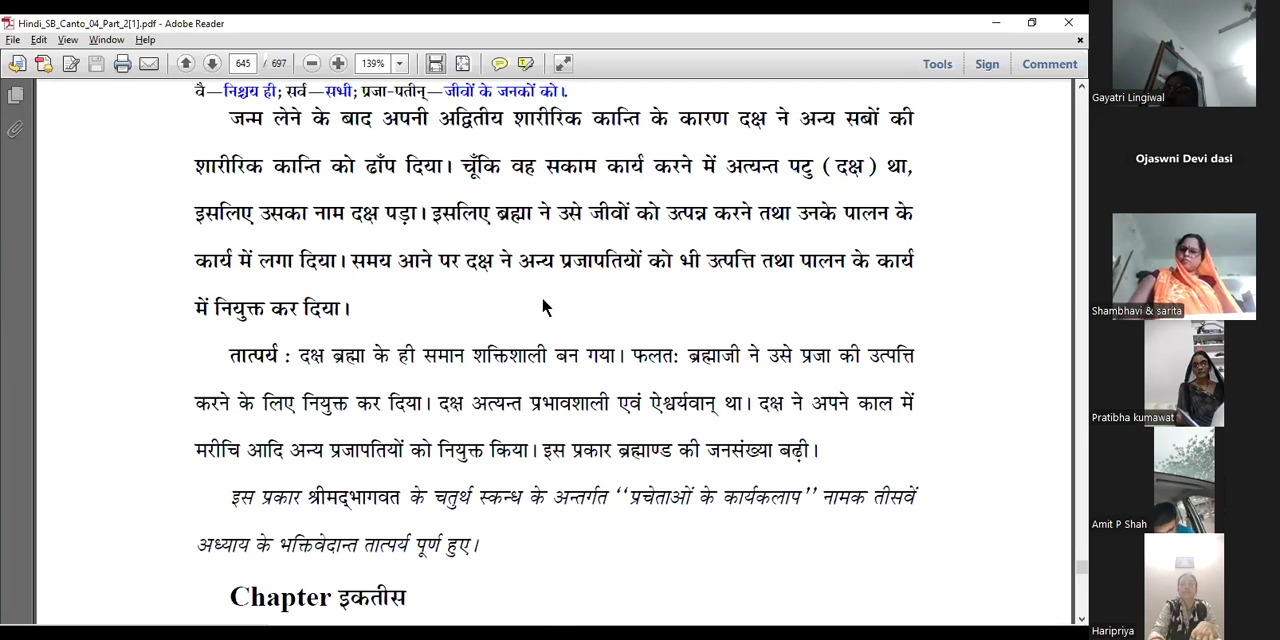 Hindi_SB_Canto_04_Part_2[1].pdf - Adobe Reader
File Edit View Window Help
645 / 697 139% Tools Sign Comment
वै—निश्चय ही; सर्व—सभी; प्रजा-पतीन्—जीवों के जनकों को।.
जन्म लेने के बाद अपनी अद्वितीय शारीरिक कान्ति के कारण दक्ष ने अन्य सबों की
शारीरिक कान्ति को ढाँप दिया। चूँकि वह सकाम कार्य करने में अत्यन्त पटु (दक्ष) था,
इसलिए उसका नाम दक्ष पड़ा। इसलिए ब्रह्मा ने उसे जीवों को उत्पन्न करने तथा उनके पालन के
कार्य में लगा दिया। समय आने पर दक्ष ने अन्य प्रजापतियों को भी उत्पत्ति तथा पालन के कार्य
में नियुक्त कर दिया।
तात्पर्य : दक्ष ब्रह्मा के ही समान शक्तिशाली बन गया। फलतः ब्रह्माजी ने उसे प्रजा की उत्पत्ति
करने के लिए नियुक्त कर दिया। दक्ष अत्यन्त प्रभावशाली एवं ऐश्वर्यवान् था। दक्ष ने अपने काल में
मरीचि आदि अन्य प्रजापतियों को नियुक्त किया। इस प्रकार ब्रह्माण्ड की जनसंख्या बढ़ी।
इस प्रकार श्रीमद्भागवत के चतुर्थ स्कन्ध के अन्तर्गत ‘‘प्रचेताओं के कार्यकलाप’’ नामक तीसवें
अध्याय के भक्तिवेदान्त तात्पर्य पूर्ण हुए।
Chapter इकतीस
Gayatri Lingiwal
Ojaswni Devi dasi
Shambhavi & sarita
Pratibha kumawat
Amit P Shah
Haripriya